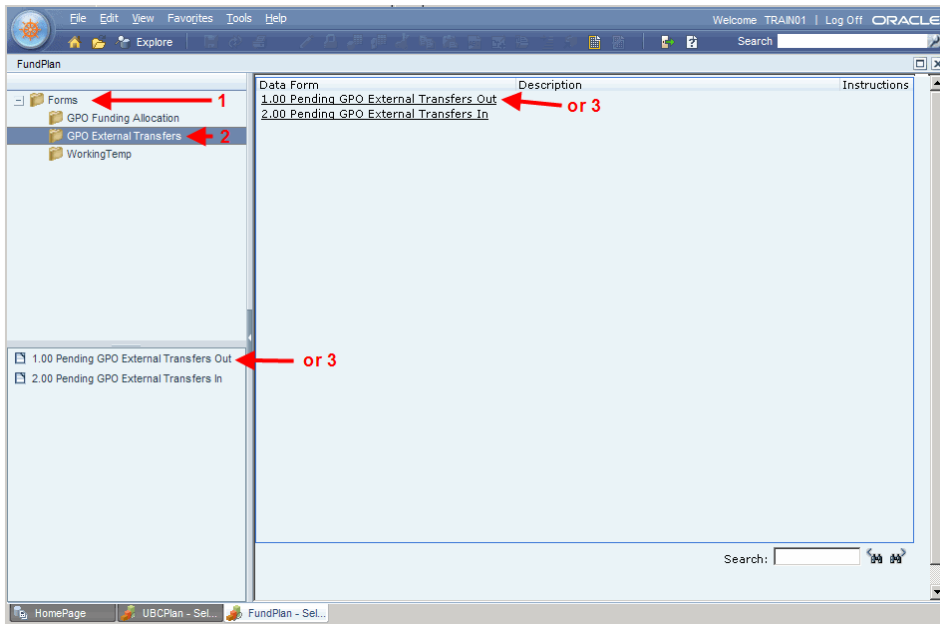 File Edit View Favorites Tools Help Welcome TRAIN01 | Log Off ORACLE
Explore Search
FundPlan
Forms 1
GPO Funding Allocation
GPO External Transfers 2
WorkingTemp
Data Form Description Instructions
1.00 Pending GPO External Transfers Out or 3
2.00 Pending GPO External Transfers In
1.00 Pending GPO External Transfers Out or 3
2.00 Pending GPO External Transfers In
Search:
HomePage UBCPlan - Sel... FundPlan - Sel...